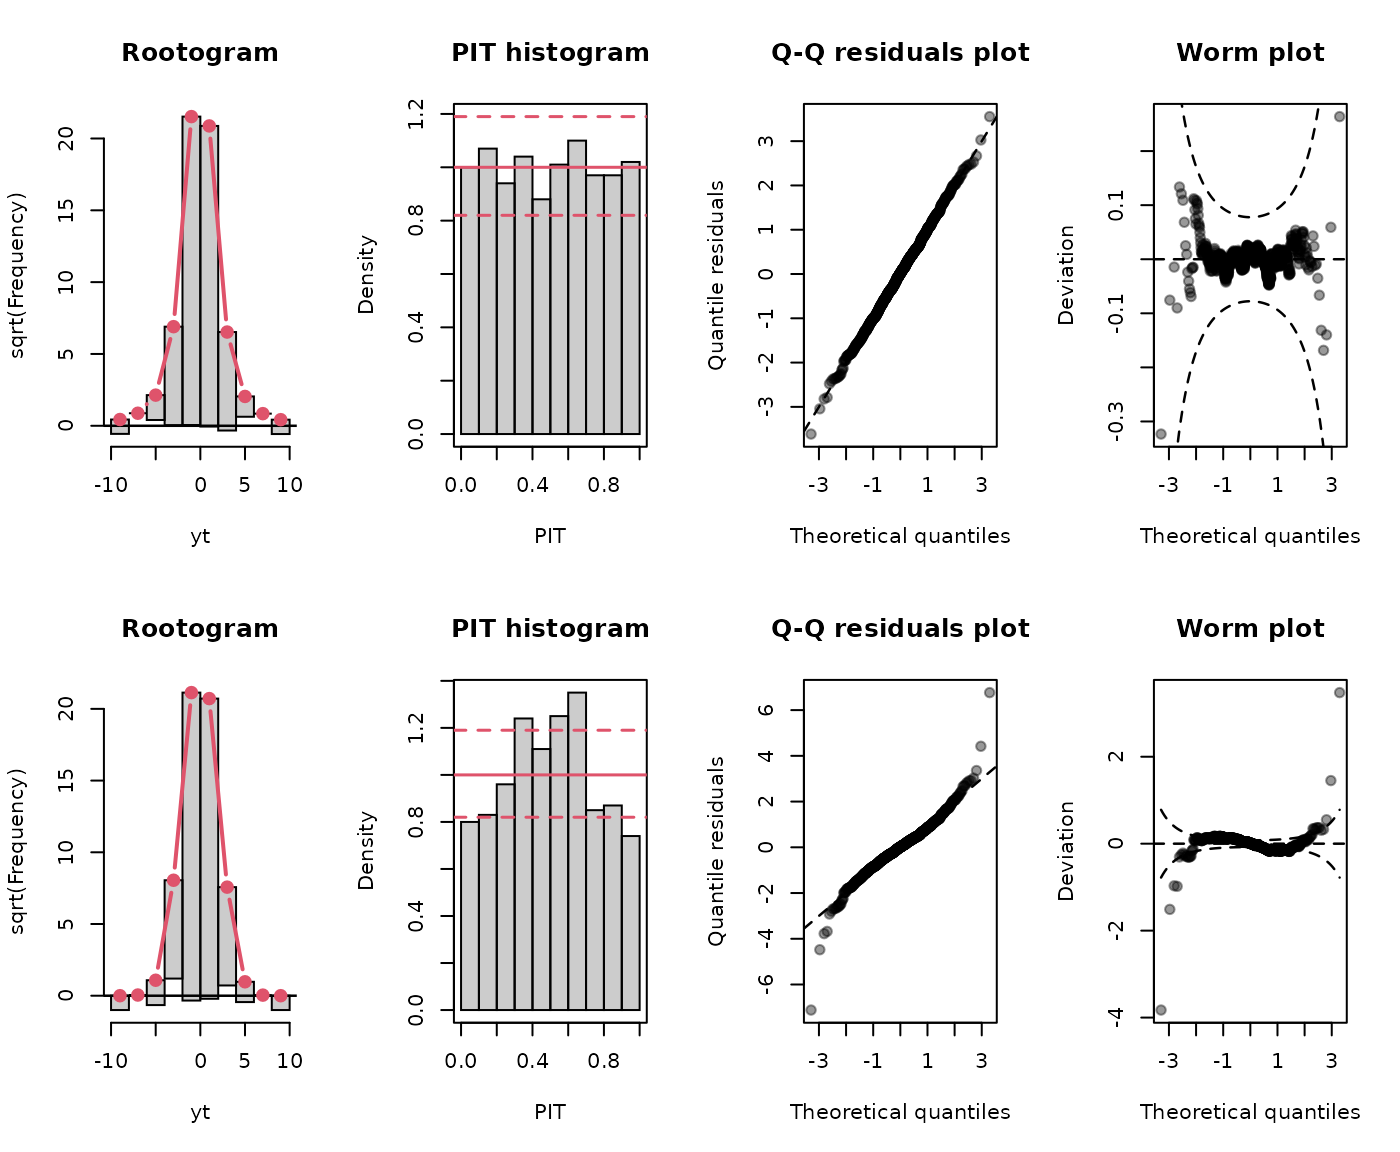 Rootogram
sqrt(Frequency)
20
15
10
5
0
-10 0 5 10
yt
PIT histogram
Density
1.2
0.8
0.4
0.0
0.0 0.4 0.8
PIT
Q-Q residuals plot
Quantile residuals
3
2
1
0
-1
-2
-3
-3 -1 1 3
Theoretical quantiles
Worm plot
Deviation
0.1
-0.1
-0.3
-3 -1 1 3
Theoretical quantiles
Rootogram
sqrt(Frequency)
20
15
10
5
0
-10 0 5 10
yt
PIT histogram
Density
1.2
0.8
0.4
0.0
0.0 0.4 0.8
PIT
Q-Q residuals plot
Quantile residuals
6
4
2
0
-2
-4
-6
-3 -1 1 3
Theoretical quantiles
Worm plot
Deviation
2
0
-2
-4
-3 -1 1 3
Theoretical quantiles